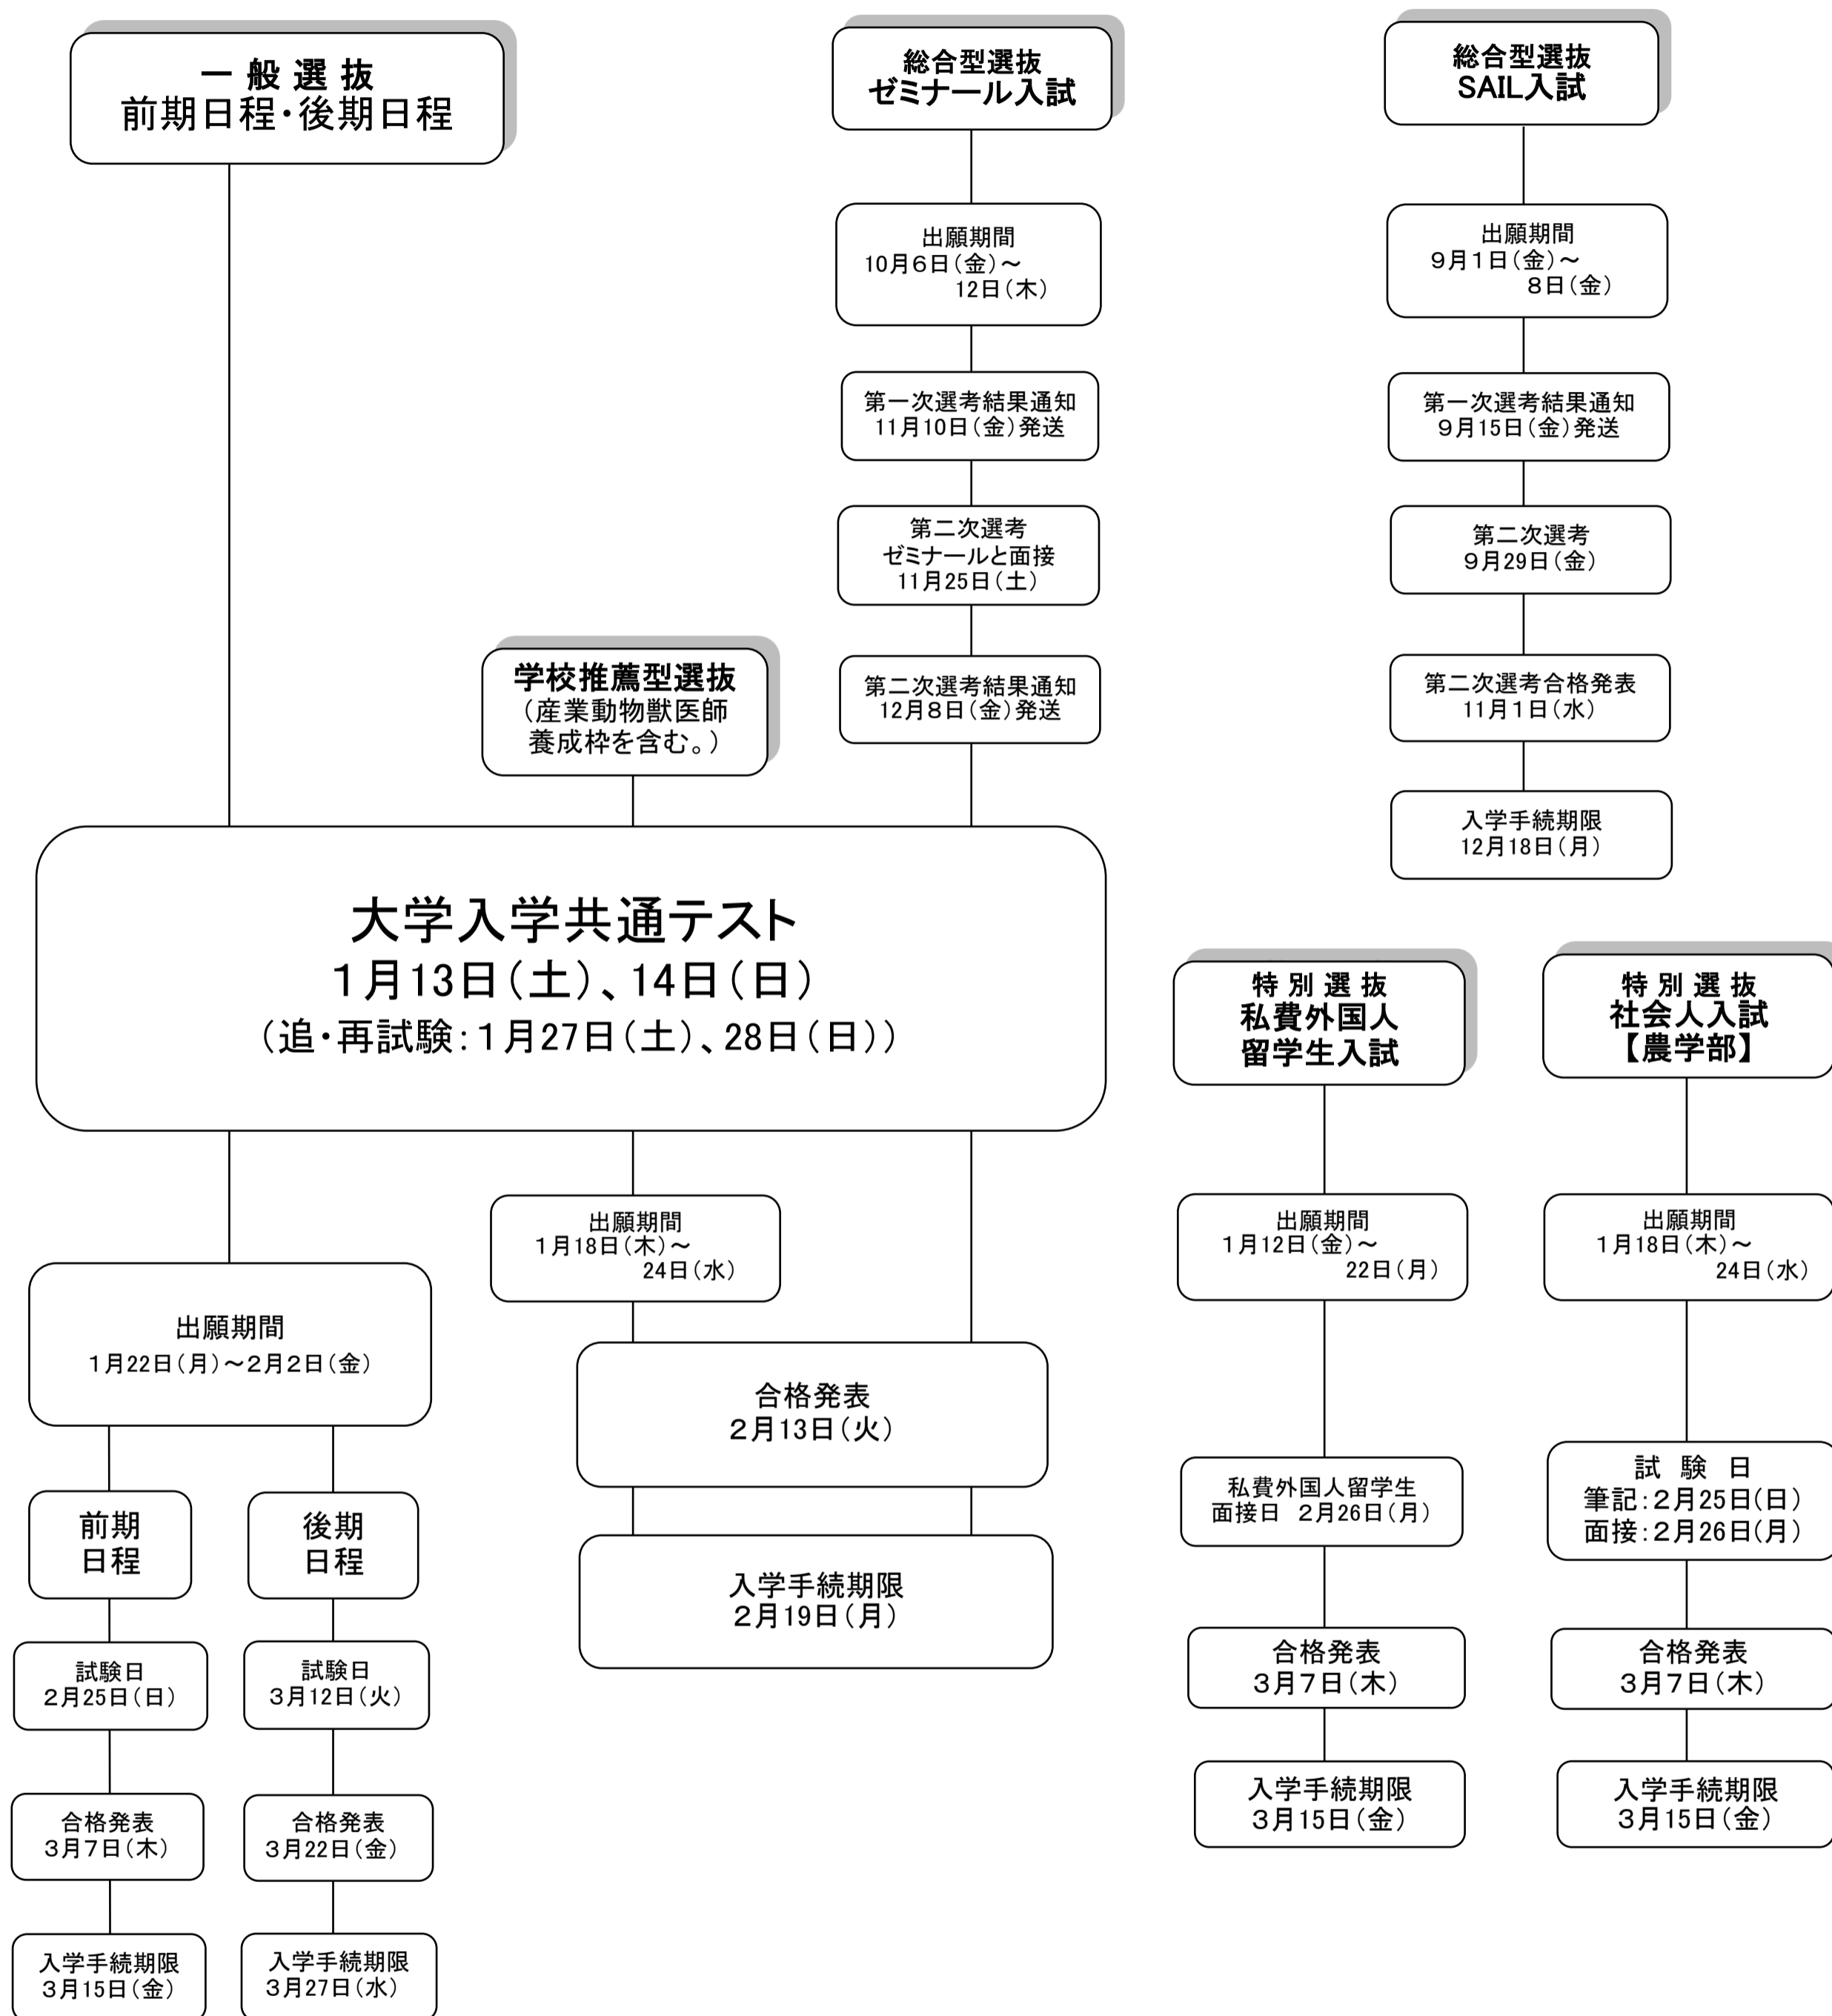 一 般 選 抜
前期日程・後期日程
総合型選抜
ゼミナール入試
出願期間
10月６日（金）～
12日（木）
第一次選考結果通知
11月10日（金）発送
第二次選考
ゼミナールと面接
11月25日（土）
第二次選考結果通知
12月８日（金）発送
総合型選抜
SAIL入試
出願期間
９月１日（金）～
８日（金）
第一次選考結果通知
９月15日（金）発送
第二次選考
９月29日（金）
第二次選考合格発表
11月１日（水）
入学手続期限
12月18日（月）
学校推薦型選抜
（産業動物獣医師
養成枠を含む。）
大学入学共通テスト
１月13日（土）、14日（日）
（追・再試験：１月27日（土）、28日（日））
出願期間
１月22日（月）～２月２日（金）
前期
日程
試験日
２月25日（日）
合格発表
３月７日（木）
入学手続期限
３月15日（金）
後期
日程
試験日
３月12日（火）
合格発表
３月22日（金）
入学手続期限
３月27日（水）
出願期間
１月18日（木）～
24日（水）
合格発表
２月13日（火）
入学手続期限
２月19日（月）
特 別 選 抜
私費外国人
留学生入試
出願期間
１月12日（金）～
22日（月）
私費外国人留学生
面接日　２月26日（月）
合格発表
３月７日（木）
入学手続期限
３月15日（金）
特 別 選 抜
社会人入試
【農学部】
出願期間
１月18日（木）～
24日（水）
試　験　日
筆記：２月25日(日)
面接：２月26日(月)
合格発表
３月７日（木）
入学手続期限
３月15日（金）